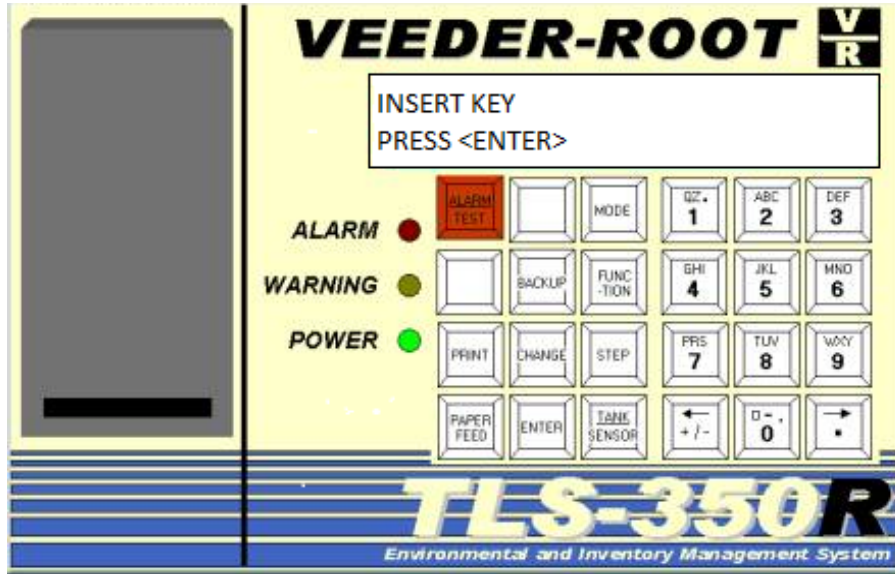 VEEDER-ROOT V R
INSERT KEY
PRESS <ENTER>
ALARM
WARNING
POWER
ALARM TEST
MODE
QZ. 1
ABC 2
DEF 3
BACKUP
FUNC -TION
GHI 4
JKL 5
MNO 6
PRINT
CHANGE
STEP
PRS 7
TUV 8
WXY 9
PAPER FEED
ENTER
TANK SENSOR
← +/-
0 - , 0
→ .
TLS-350R
Environmental and Inventory Management System